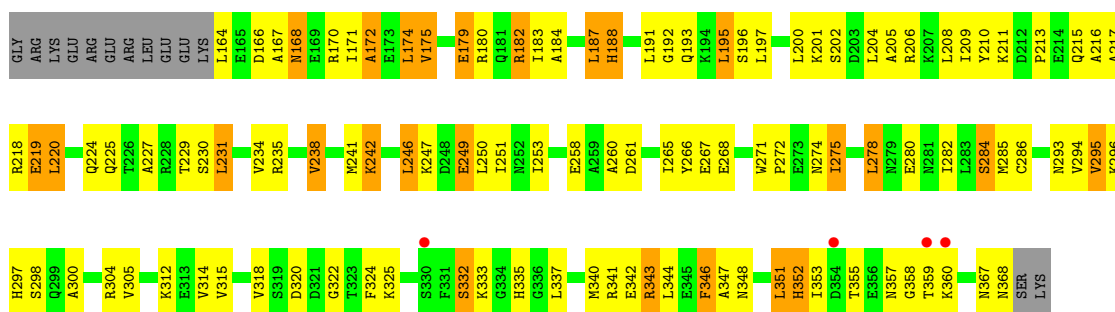 GLY ARG LYS GLU ARG GLU ARG LEU GLU GLU LYS L164 E165 D166 A167 N168 E169 R170 I171 A172 E173 L174 V175 E179 R180 Q181 R182 I183 A184 L187 H188 L191 G192 Q193 K194 L195 S196 L197 L200 K201 S202 D203 L204 A205 R206 K207 L208 I209 Y210 K211 D212 P213 E214 Q215 A216 A217
R218 E219 L220 Q224 Q225 T226 A227 R228 T229 S230 L231 V234 R235 V238 M241 K242 L246 K247 D248 E249 L250 I251 N252 I253 E258 A259 A260 D261 I265 Y266 E267 E268 W271 P272 E273 N274 I275 L278 N279 E280 N281 I282 L283 S284 M285 C286 N293 V294 V295 K296
H297 S298 Q299 A300 R304 V305 K312 E313 V314 V315 V318 S319 D320 D321 G322 T323 F324 K325 S330 F331 S332 K333 G334 H335 G336 L337 M340 R341 E342 R343 L344 E345 F346 A347 N348 L351 H352 I353 D354 T355 E356 N357 G358 T359 K360 N367 N368 SER LYS